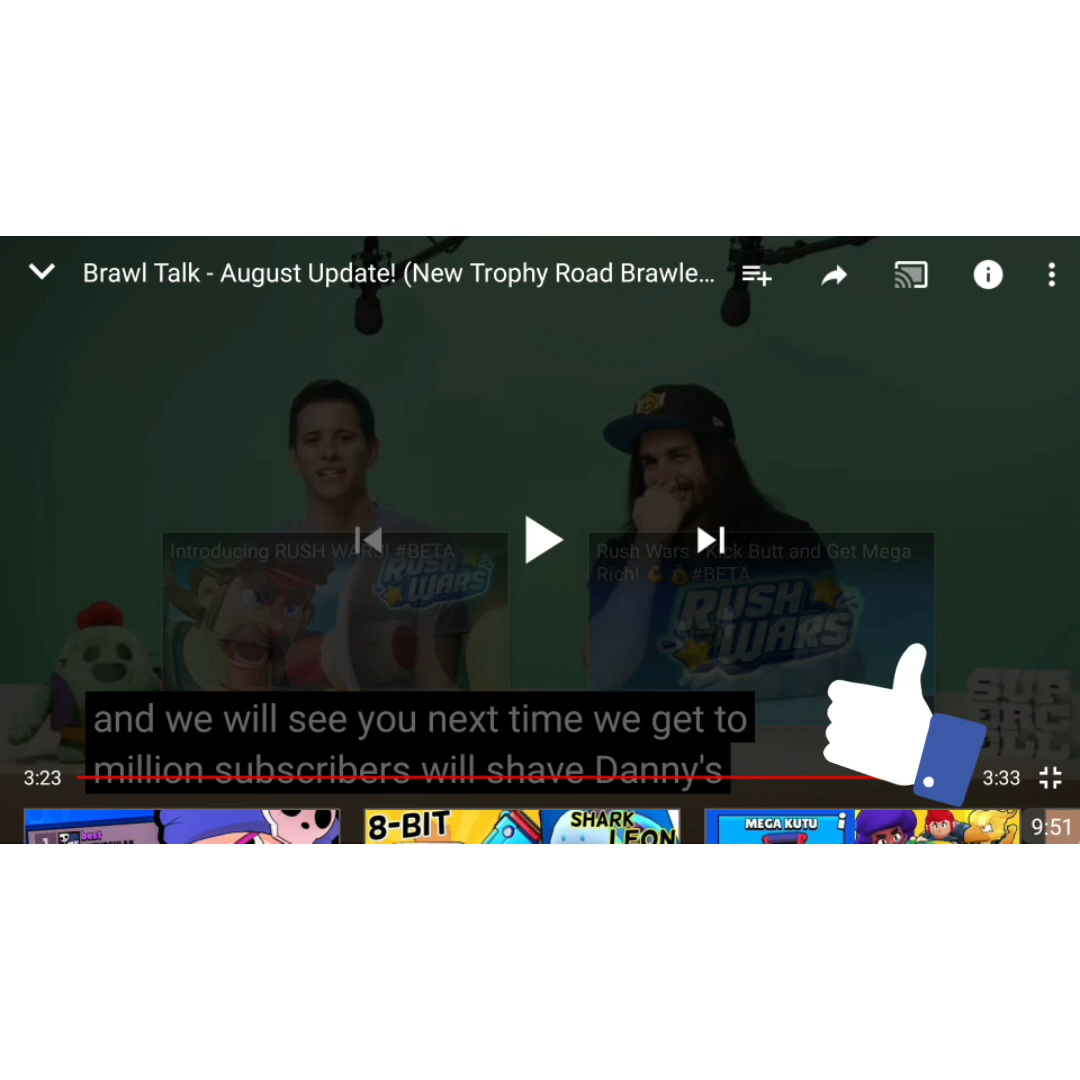 Brawl Talk - August Update! (New Trophy Road Brawle...
Introducing RUSH WARS! #BETA
RUSH
WARS
Rush Wars - Kick Butt and Get Mega
Rich! 💪 💰 #BETA
RUSH
WARS
and we will see you next time we get to
million subscribers will shave Danny's
3:23
3:33
best
8-BIT
SHARK
LEON
MEGA KUTU
9:51